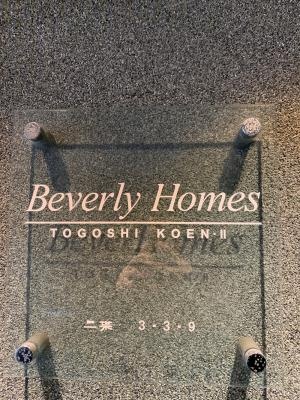 Beverly Homes
TOGOSHI KOEN-II
二葉 3-3-9